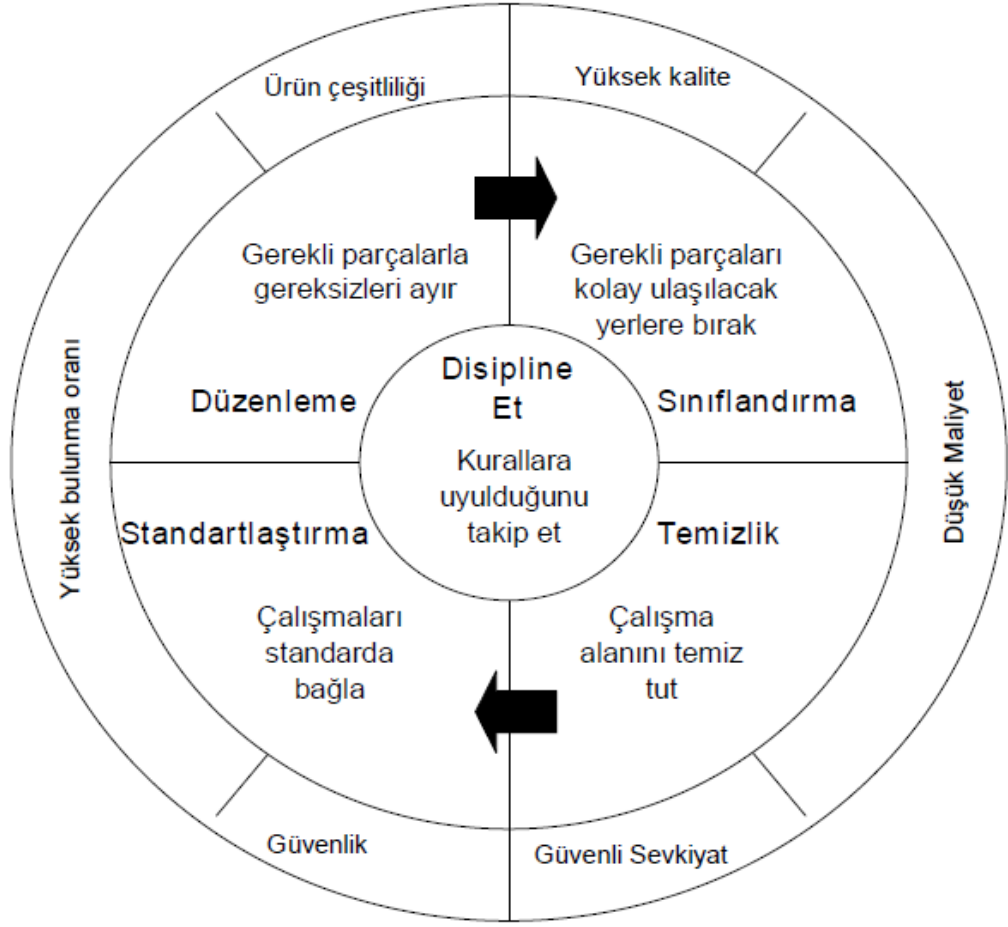 Ürün çeşitliliği
Yüksek kalite
Gerekli parçalarla
gereksizleri ayır
Düzenleme
Gerekli parçaları
kolay ulaşılacak
yerlere bırak
Sınıflandırma
Disipline
Et
Kurallara
uyulduğunu
takip et
Yüksek bulunma oranı
Düşük Maliyet
Standartlaştırma
Çalışmaları
standarda
bağla
Temizlik
Çalışma
alanını temiz
tut
Güvenlik
Güvenli Sevkiyat